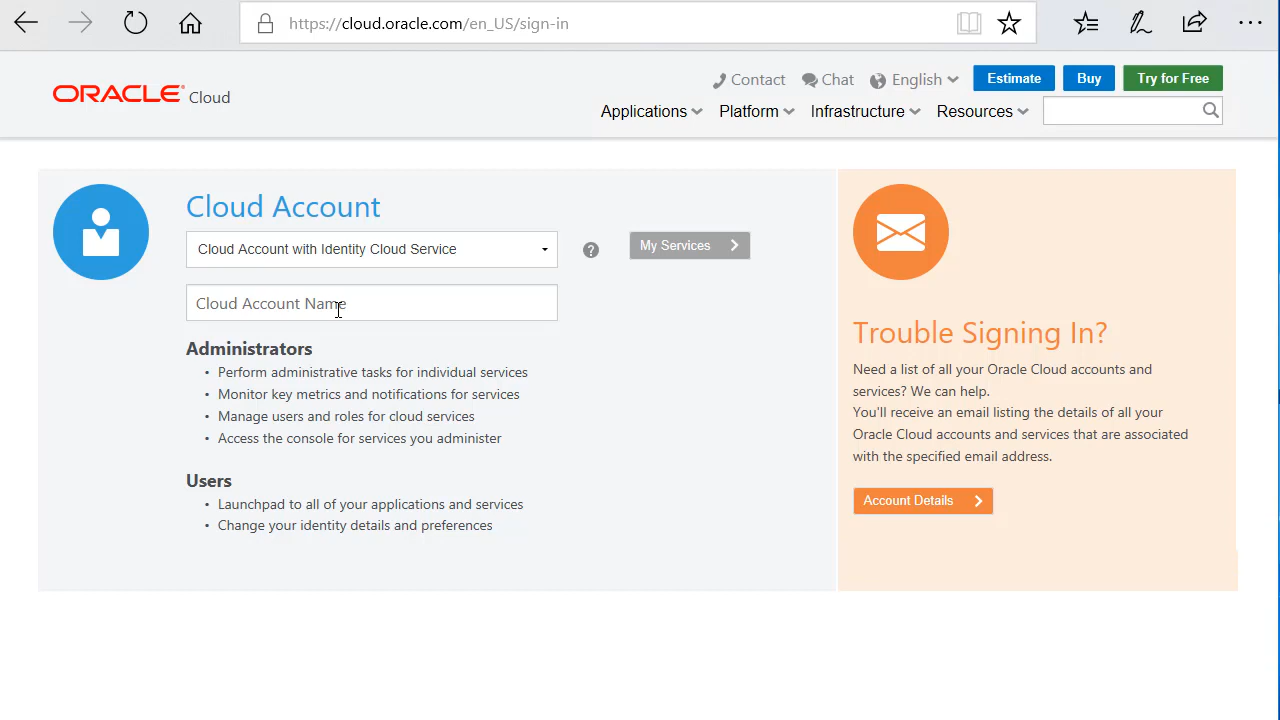 https://cloud.oracle.com/en_US/sign-in
ORACLE® Cloud
Contact Chat English Estimate Buy Try for Free
Applications Platform Infrastructure Resources
Cloud Account
Cloud Account with Identity Cloud Service
? My Services
Cloud Account Name
Administrators
• Perform administrative tasks for individual services
• Monitor key metrics and notifications for services
• Manage users and roles for cloud services
• Access the console for services you administer
Users
• Launchpad to all of your applications and services
• Change your identity details and preferences
Trouble Signing In?
Need a list of all your Oracle Cloud accounts and
services? We can help.
You'll receive an email listing the details of all your
Oracle Cloud accounts and services that are associated
with the specified email address.
Account Details